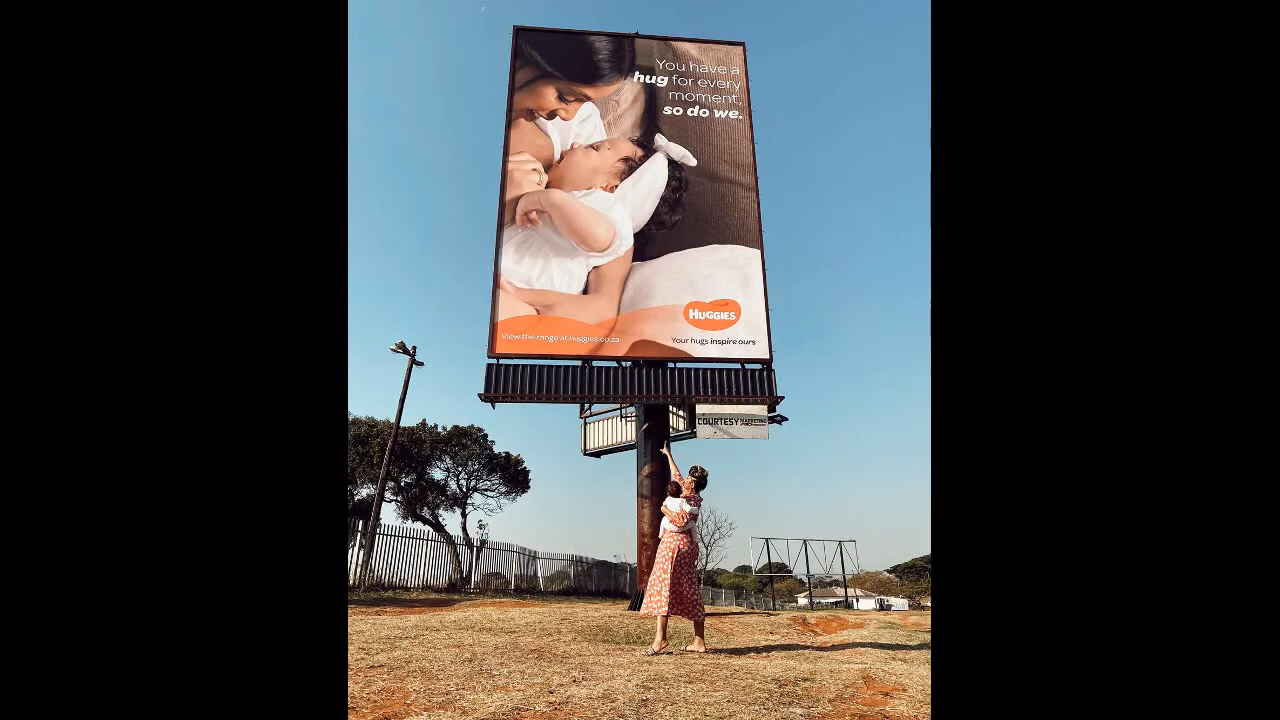 You have a
hug for every
moment,
so do we.
HUGGIES
View the range at huggies.co.za
Your hugs inspire ours
COURTESY MARKETING